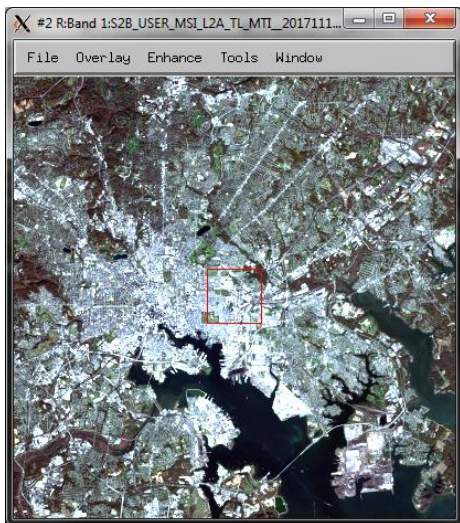 #2 R:Band 1:S2B_USER_MSI_L2A_TL_MTI__2017111...
File Overlay Enhance Tools Window